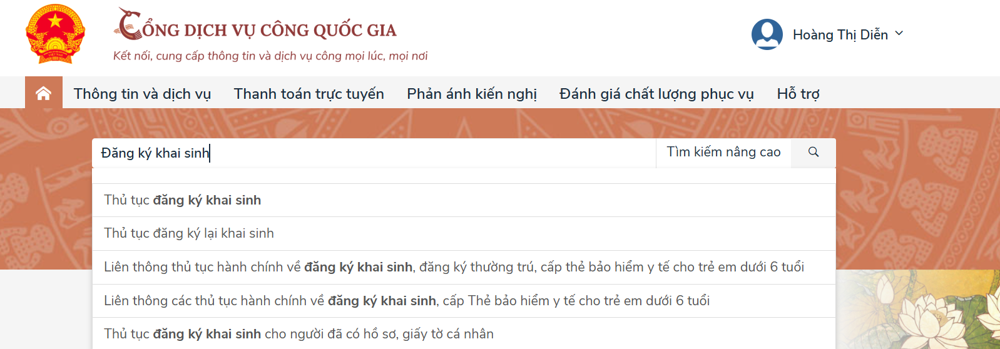 CỔNG DỊCH VỤ CÔNG QUỐC GIA
Kết nối, cung cấp thông tin và dịch vụ công mọi lúc, mọi nơi
Hoàng Thị Diễn
Thông tin và dịch vụ Thanh toán trực tuyến Phản ánh kiến nghị Đánh giá chất lượng phục vụ Hỗ trợ
Đăng ký khai sinh Tìm kiếm nâng cao
Thủ tục đăng ký khai sinh
Thủ tục đăng ký lại khai sinh
Liên thông thủ tục hành chính về đăng ký khai sinh, đăng ký thường trú, cấp thẻ bảo hiểm y tế cho trẻ em dưới 6 tuổi
Liên thông các thủ tục hành chính về đăng ký khai sinh, cấp Thẻ bảo hiểm y tế cho trẻ em dưới 6 tuổi
Thủ tục đăng ký khai sinh cho người đã có hồ sơ, giấy tờ cá nhân